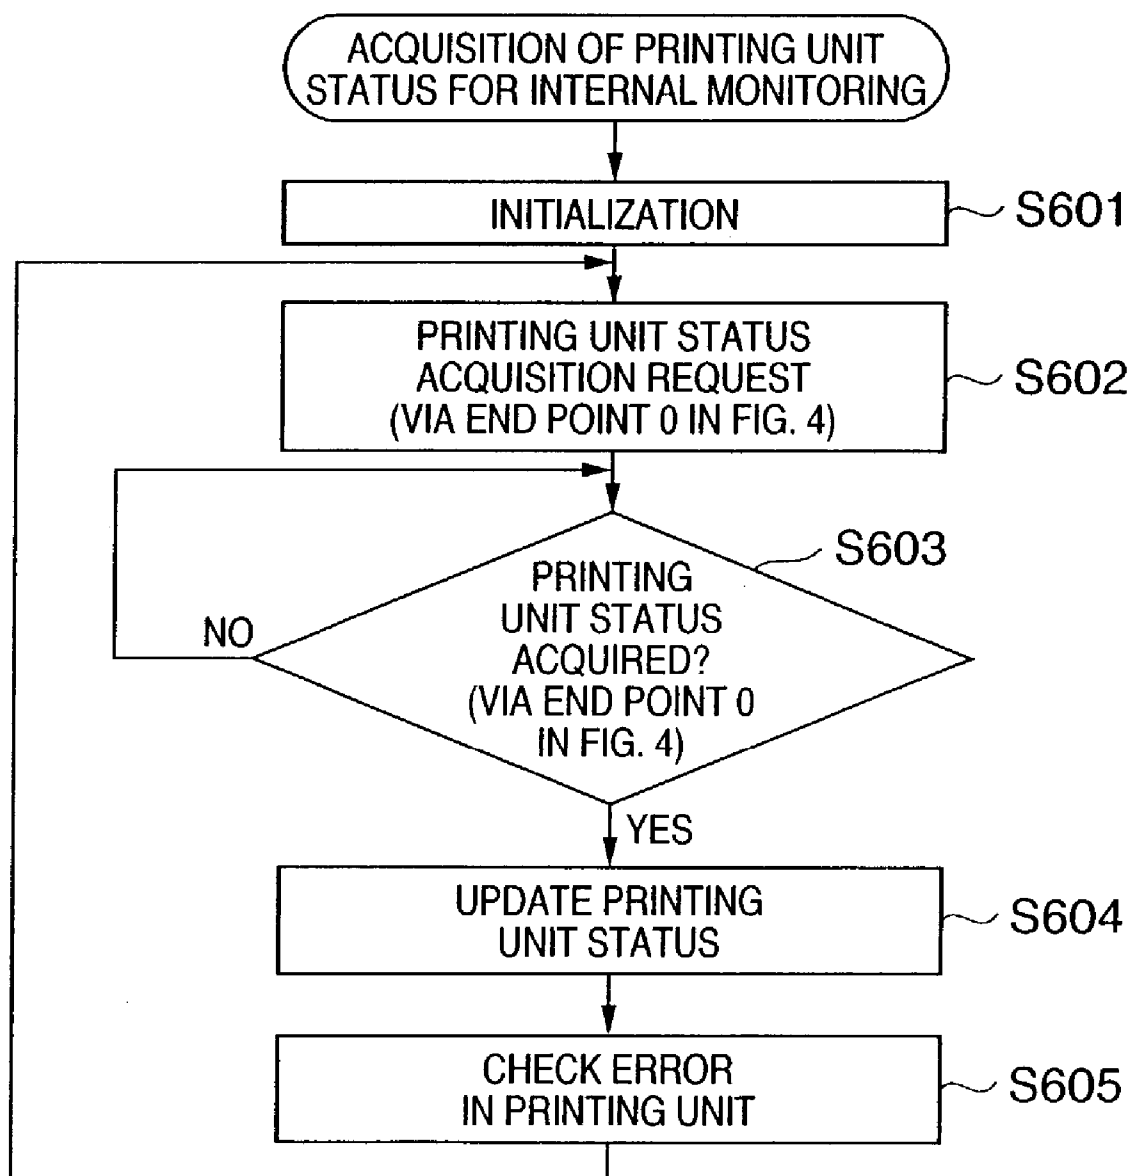 ACQUISITION OF PRINTING UNIT
STATUS FOR INTERNAL MONITORING
INITIALIZATION
S601
PRINTING UNIT STATUS
ACQUISITION REQUEST
(VIA END POINT 0 IN FIG. 4)
S602
S603
PRINTING
UNIT STATUS
ACQUIRED?
(VIA END POINT 0
IN FIG. 4)
NO
YES
UPDATE PRINTING
UNIT STATUS
S604
CHECK ERROR
IN PRINTING UNIT
S605